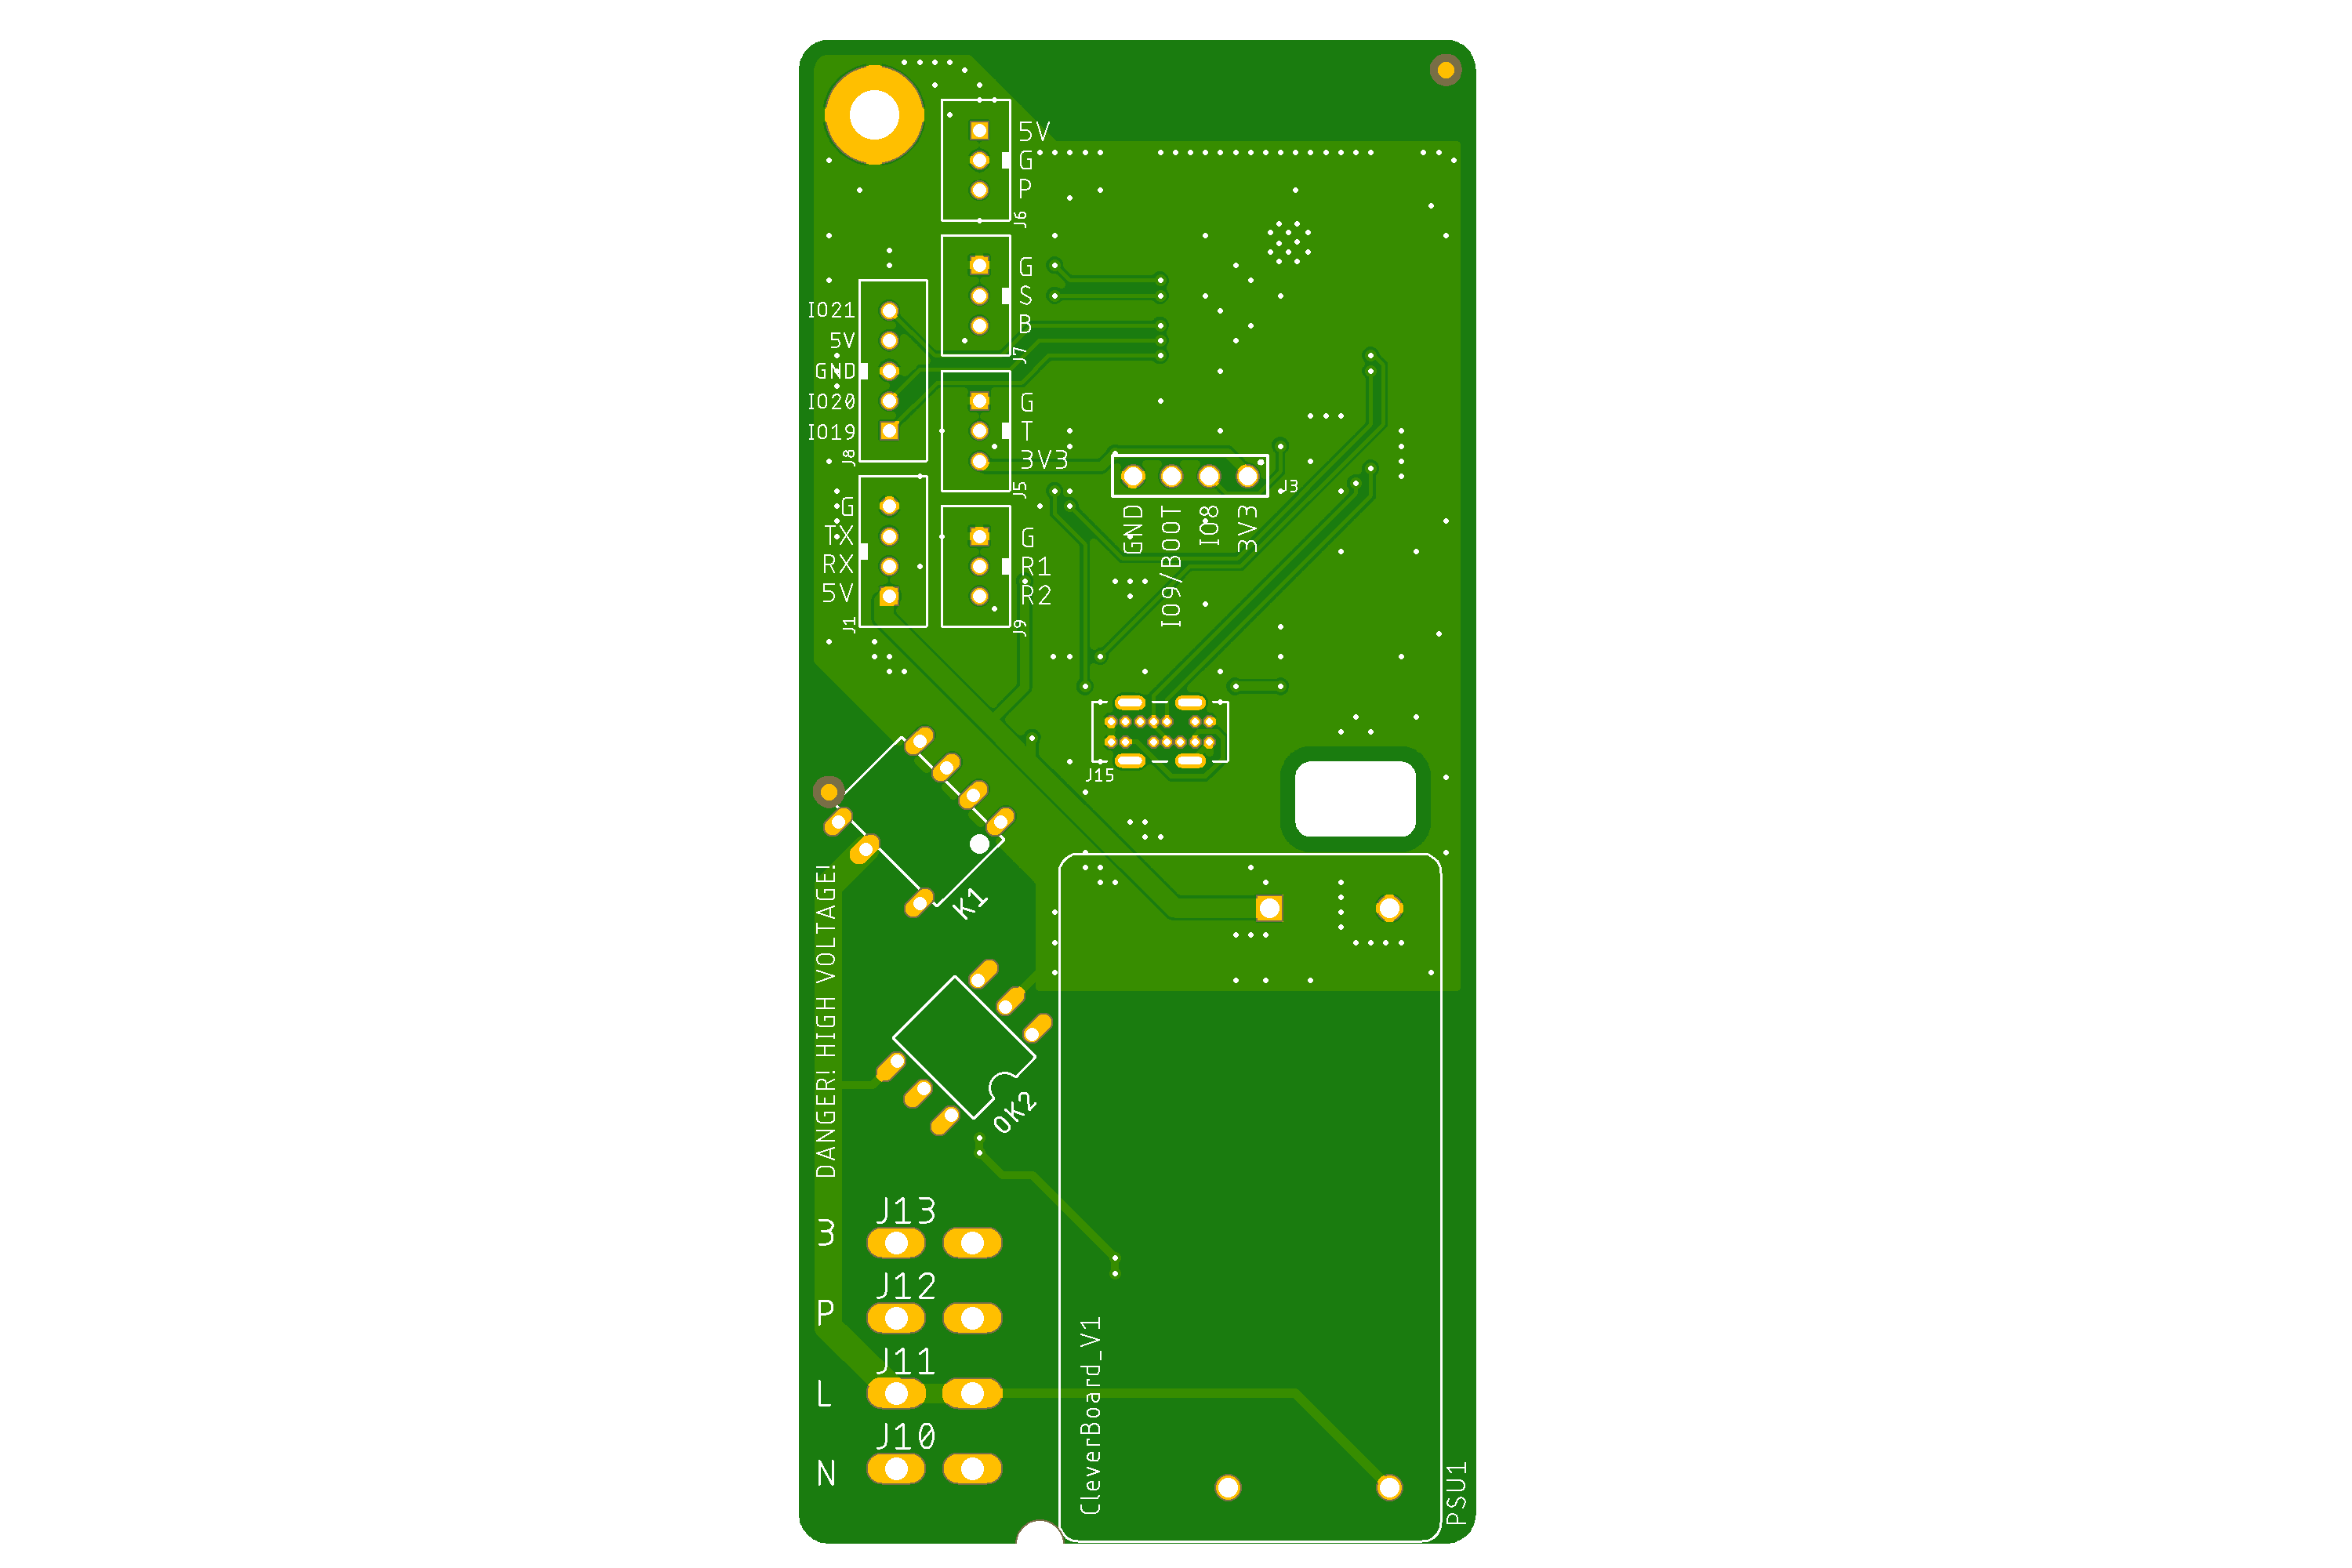 5V
G
P
J6
G
S
B
J7
IO21
5V
GND
IO20
IO19
J8
G
T
3V3
J5
J3
GND
IO9/BOOT
IO8
3V3
G
TX
RX
5V
J1
G
R1
R2
J9
J15
K1
DANGER! HIGH VOLTAGE!
OK2
J13
3
J12
P
J11
L
J10
N
CleverBoard_V1
PSU1